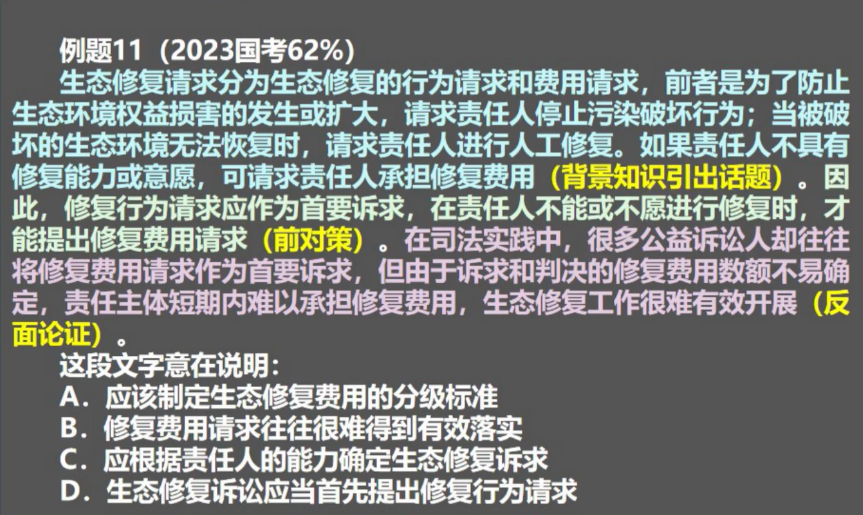 例题11（2023国考62%）
生态修复请求分为生态修复的行为请求和费用请求，前者是为了防止
生态环境权益损害的发生或扩大，请求责任人停止污染破坏行为；当被破
坏的生态环境无法恢复时，请求责任人进行人工修复。如果责任人不具有
修复能力或意愿，可请求责任人承担修复费用（背景知识引出话题）。因
此，修复行为请求应作为首要诉求，在责任人不能或不愿进行修复时，才
能提出修复费用请求（前对策）。在司法实践中，很多公益诉讼人却往往
将修复费用请求作为首要诉求，但由于诉求和判决的修复费用数额不易确
定，责任主体短期内难以承担修复费用，生态修复工作很难有效开展（反
面论证）。
这段文字意在说明：
A．应该制定生态修复费用的分级标准
B．修复费用请求往往很难得到有效落实
C．应根据责任人的能力确定生态修复诉求
D．生态修复诉讼应当首先提出修复行为请求